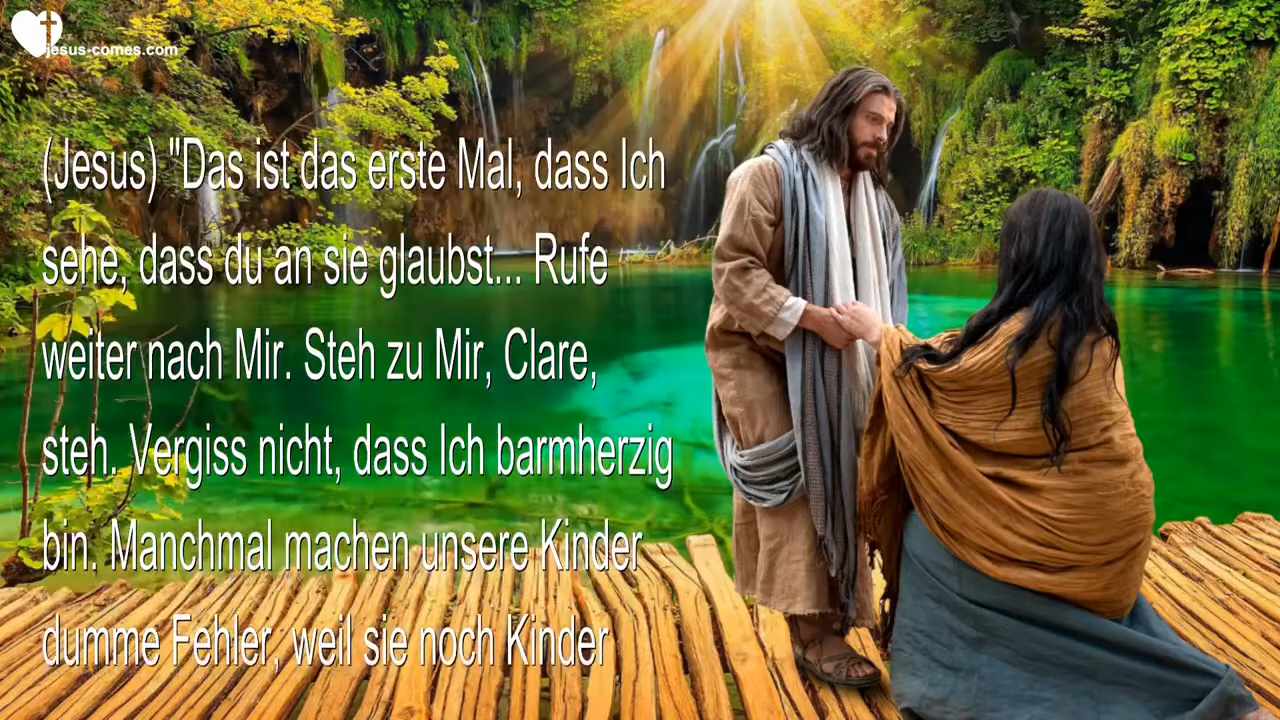 jesus-comes.com
(Jesus) "Das ist das erste Mal, dass Ich
sehe, dass du an sie glaubst... Rufe
weiter nach Mir. Steh zu Mir, Clare,
steh. Vergiss nicht, dass Ich barmherzig
bin. Manchmal machen unsere Kinder
dumme Fehler, weil sie noch Kinder